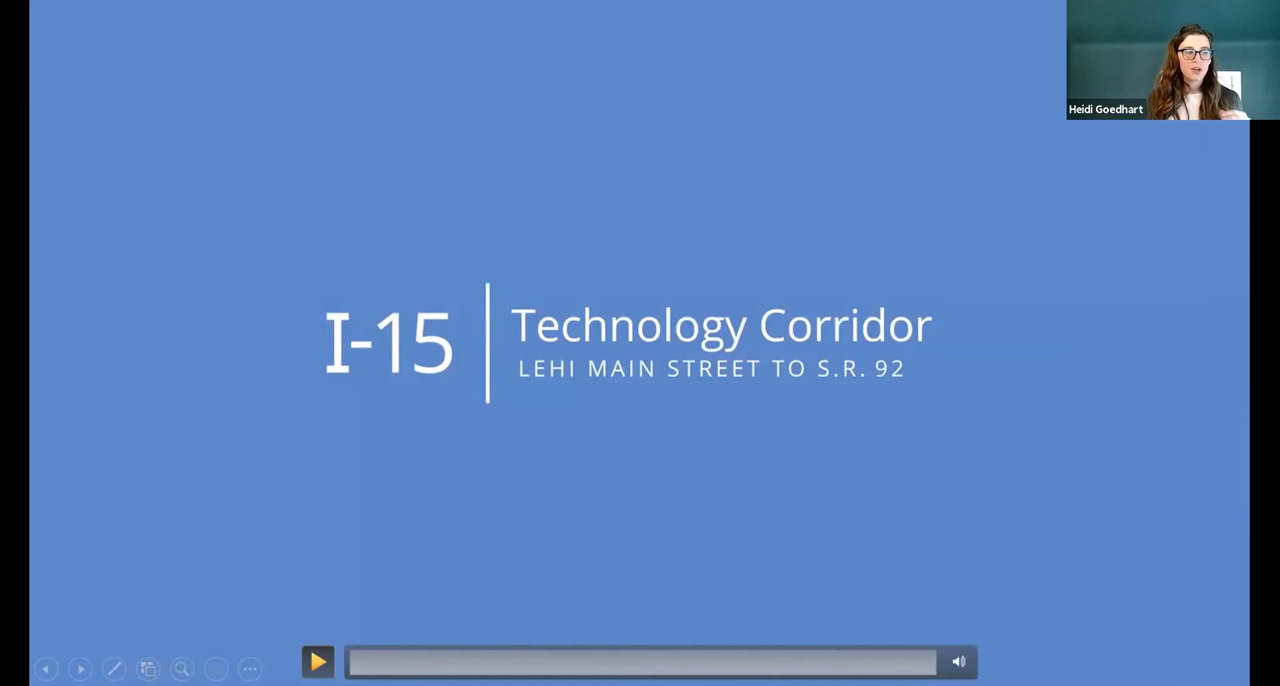 Heidi Goedhart
I-15
Technology Corridor
LEHI MAIN STREET TO S.R. 92